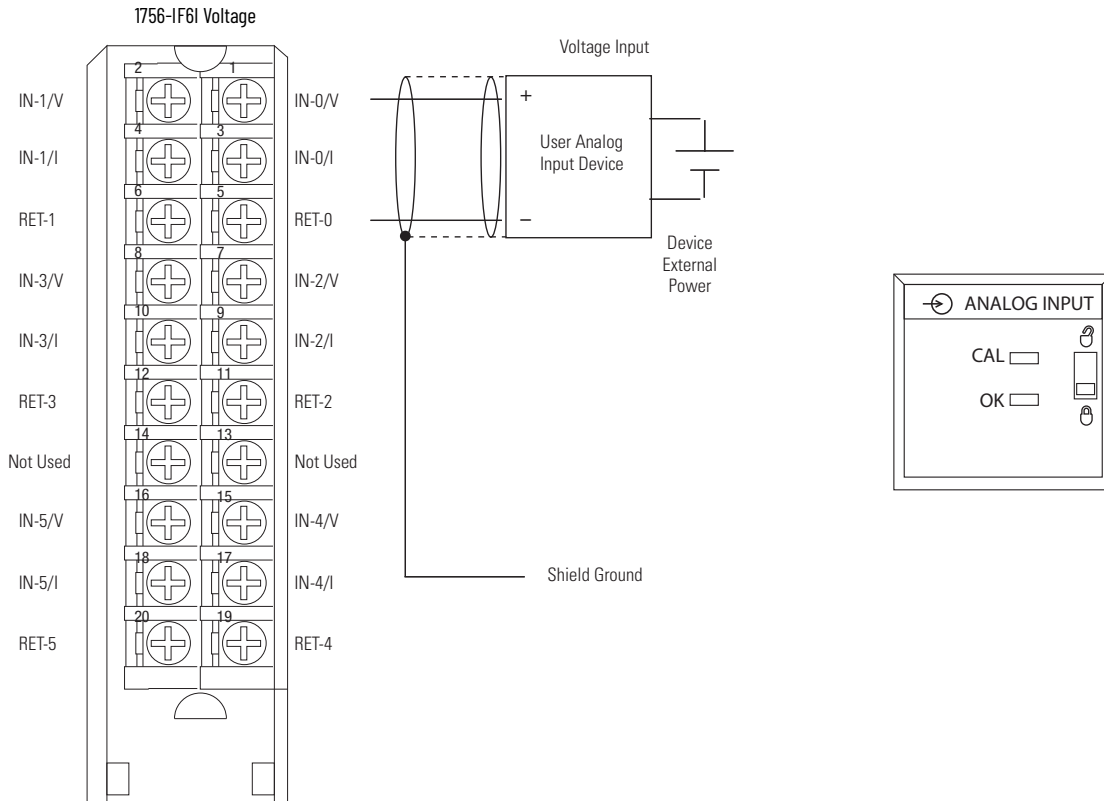 1756-IF6I Voltage
2 1
IN-1/V IN-0/V
4 3
IN-1/I IN-0/I
6 5
RET-1 RET-0
8 7
IN-3/V IN-2/V
10 9
IN-3/I IN-2/I
12 11
RET-3 RET-2
14 13
Not Used Not Used
16 15
IN-5/V IN-4/V
18 17
IN-5/I IN-4/I
20 19
RET-5 RET-4
Voltage Input
+
User Analog
Input Device
–
Device
External
Power
Shield Ground
ANALOG INPUT
CAL
OK